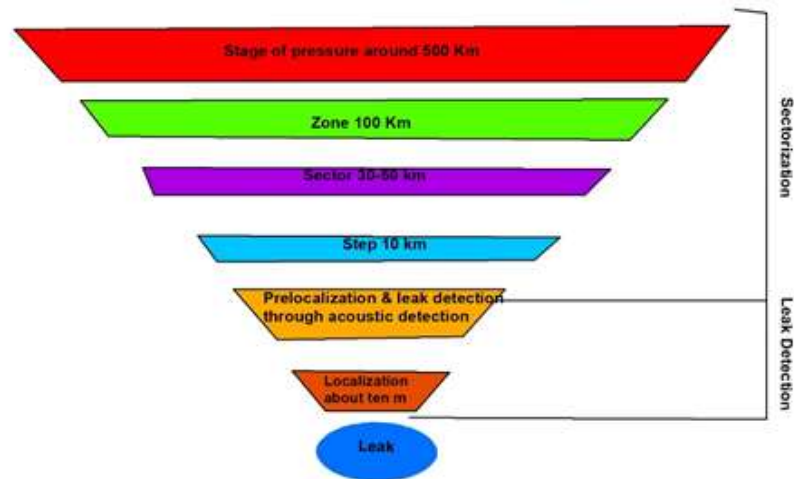 Stage of pressure around 500 Km
Zone 100 Km
Sector 30-50 km
Step 10 km
Prelocalization & leak detection
through acoustic detection
Localization
about ten m
Leak
Sectorization
Leak Detection